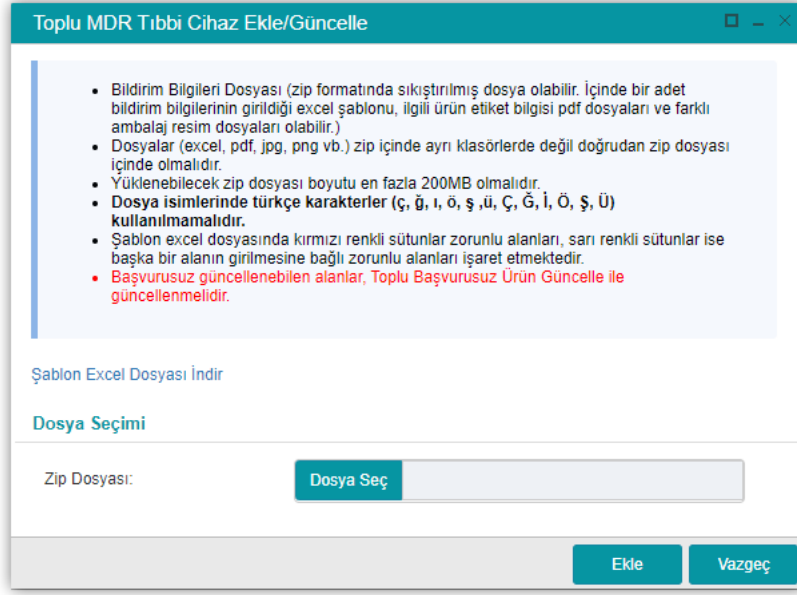 Toplu MDR Tıbbi Cihaz Ekle/Güncelle
• Bildirim Bilgileri Dosyası (zip formatında sıkıştırılmış dosya olabilir. İçinde bir adet
bildirim bilgilerinin girildiği excel şablonu, ilgili ürün etiket bilgisi pdf dosyaları ve farklı
ambalaj resim dosyaları olabilir.)
• Dosyalar (excel, pdf, jpg, png vb.) zip içinde ayrı klasörlerde değil doğrudan zip dosyası
içinde olmalıdır.
• Yüklenebilecek zip dosyası boyutu en fazla 200MB olmalıdır.
• Dosya isimlerinde türkçe karakterler (ç, ğ, ı, ö, ş ,ü, Ç, Ğ, İ, Ö, Ş, Ü)
kullanılmamalıdır.
• Şablon excel dosyasında kırmızı renkli sütunlar zorunlu alanları, sarı renkli sütunlar ise
başka bir alanın girilmesine bağlı zorunlu alanları işaret etmektedir.
• Başvurusuz güncellenebilen alanlar, Toplu Başvurusuz Ürün Güncelle ile
güncellenmelidir.
Şablon Excel Dosyası İndir
Dosya Seçimi
Zip Dosyası:
Dosya Seç
Ekle
Vazgeç